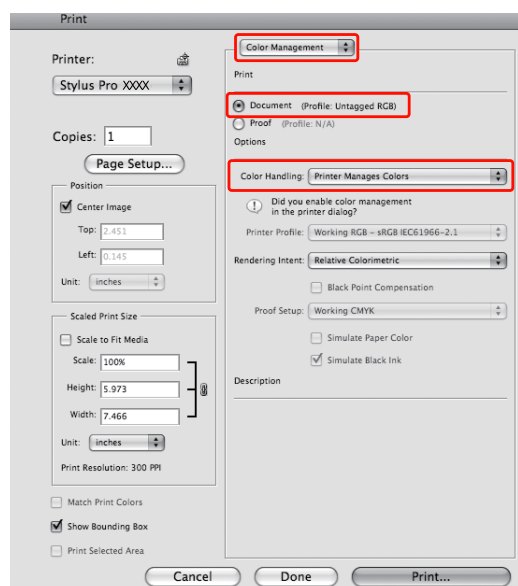 Print
Printer:
Stylus Pro XXXX
Copies: 1
Page Setup...
Position
Center Image
Top: 2.451
Left: 0.145
Unit: inches
Scaled Print Size
Scale to Fit Media
Scale: 100%
Height: 5.973
Width: 7.466
Unit: inches
Print Resolution: 300 PPI
Match Print Colors
Show Bounding Box
Print Selected Area
Color Management
Print
Document (Profile: Untagged RGB)
Proof (Profile: N/A)
Options
Color Handling: Printer Manages Colors
Did you enable color management
in the printer dialog?
Printer Profile: Working RGB - sRGB IEC61966-2.1
Rendering Intent: Relative Colorimetric
Black Point Compensation
Proof Setup: Working CMYK
Simulate Paper Color
Simulate Black Ink
Description
Cancel
Done
Print...